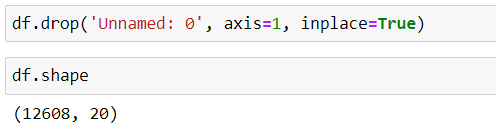 df.drop('Unnamed: 0', axis=1, inplace=True)
df.shape
(12608, 20)